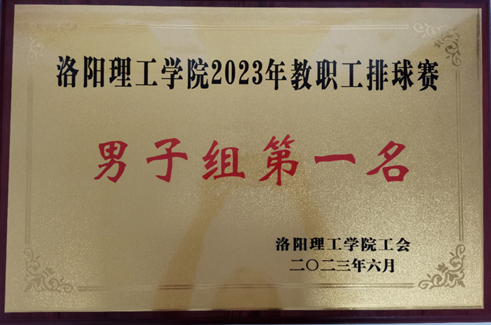 洛阳理工学院2023年教职工排球赛
男子组第一名
洛阳理工学院工会
二〇二三年六月